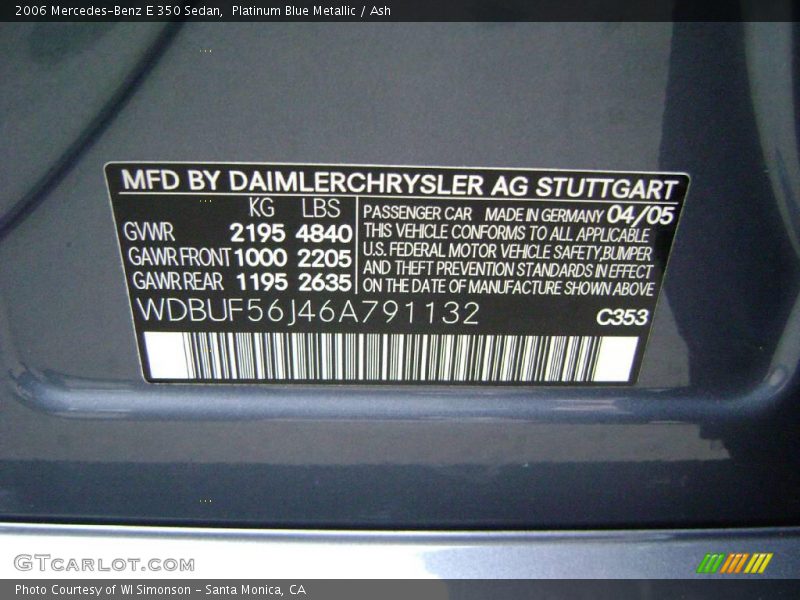 2006 Mercedes-Benz E 350 Sedan, Platinum Blue Metallic / Ash
MFD BY DAIMLERCHRYSLER AG STUTTGART
KG LBS
GVWR 2195 4840
GAWR FRONT 1000 2205
GAWR REAR 1195 2635
PASSENGER CAR MADE IN GERMANY 04/05
THIS VEHICLE CONFORMS TO ALL APPLICABLE
U.S. FEDERAL MOTOR VEHICLE SAFETY,BUMPER
AND THEFT PREVENTION STANDARDS IN EFFECT
ON THE DATE OF MANUFACTURE SHOWN ABOVE
WDBUF56J46A791132 C353
GTCARLOT.COM
Photo Courtesy of WI Simonson - Santa Monica, CA